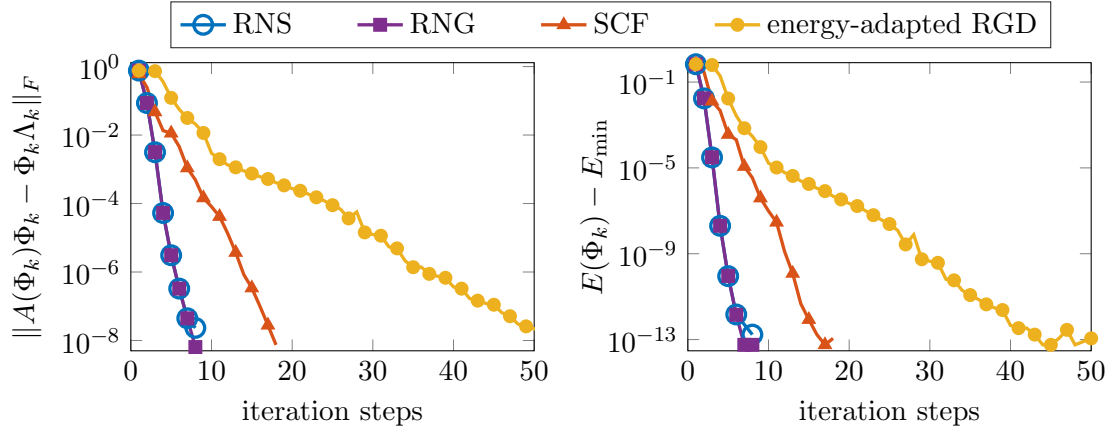 RNS RNG SCF energy-adapted RGD
‖A(Φ_k)Φ_k − Φ_kΛ_k‖_F
10^0
10^−2
10^−4
10^−6
10^−8
0 10 20 30 40 50
iteration steps
E(Φ_k) − E_min
10^−1
10^−5
10^−9
10^−13
0 10 20 30 40 50
iteration steps